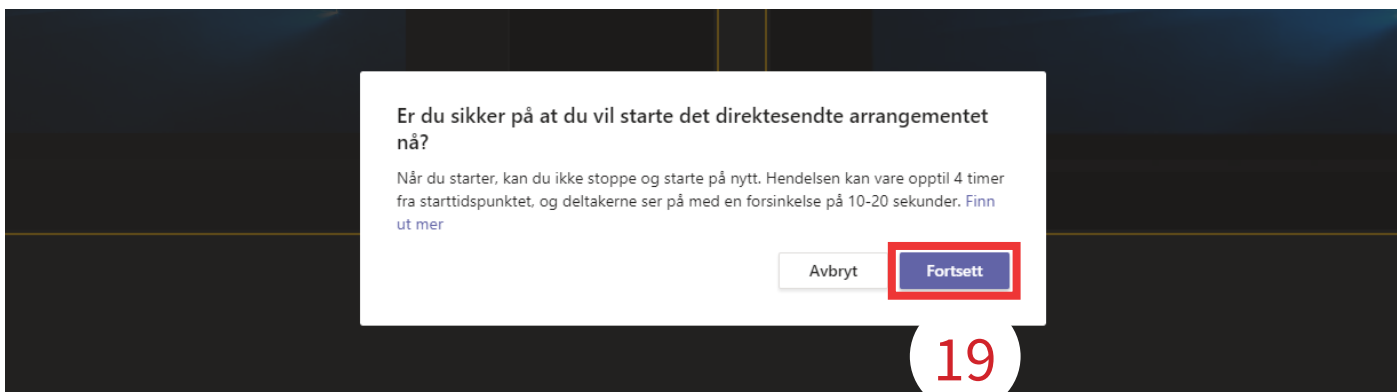 Er du sikker på at du vil starte det direktesendte arrangementet
nå?
Når du starter, kan du ikke stoppe og starte på nytt. Hendelsen kan vare opptil 4 timer
fra starttidspunktet, og deltakerne ser på med en forsinkelse på 10-20 sekunder. Finn
ut mer
Avbryt Fortsett
19